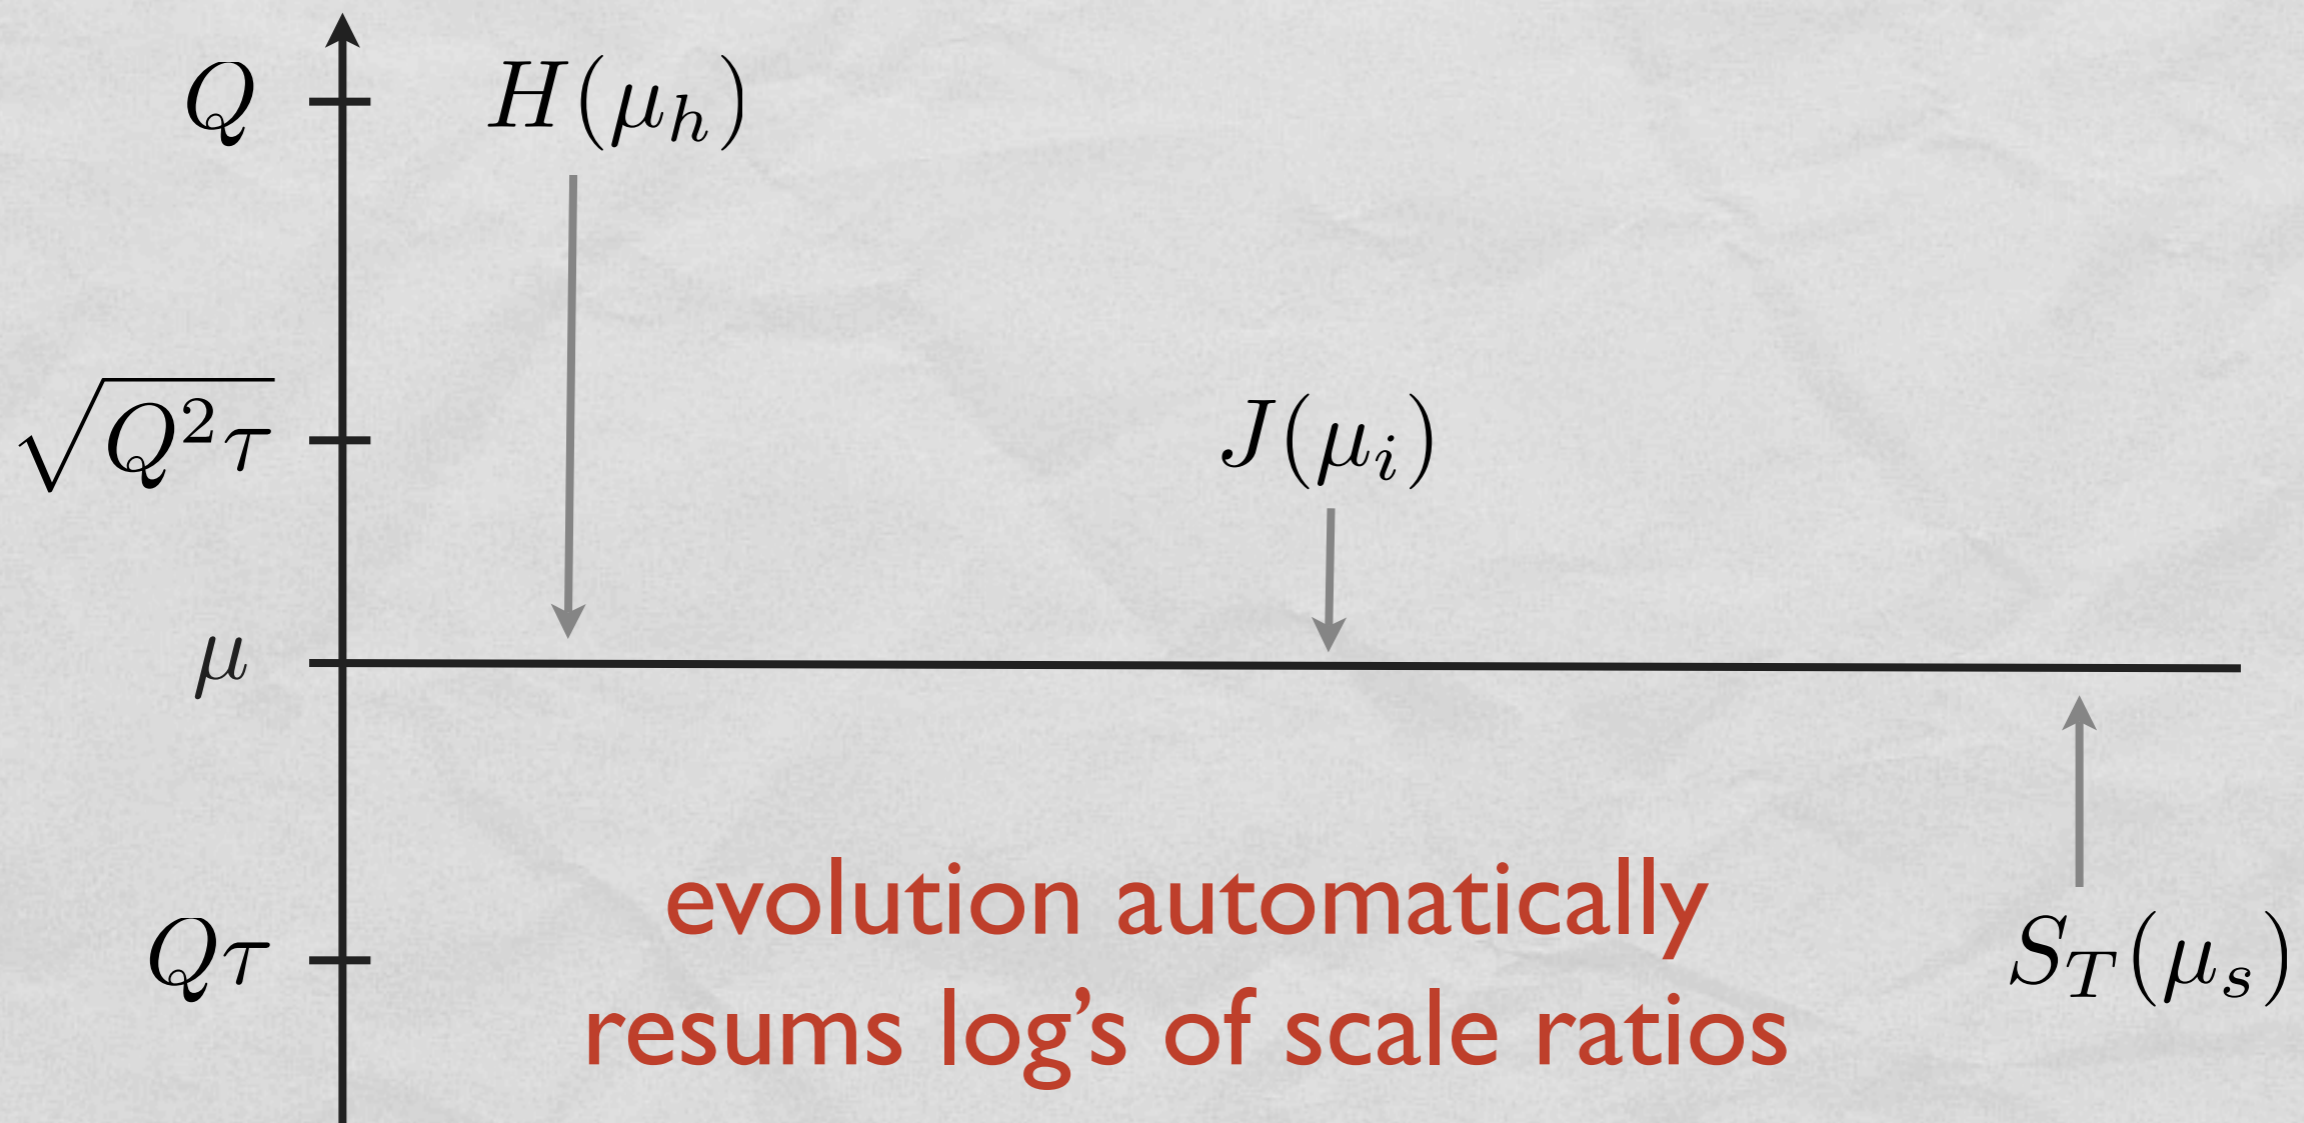 Q H(μ_h)
√(Q²τ) J(μ_i)
μ
Qτ S_T(μ_s)
evolution automatically
resums log’s of scale ratios